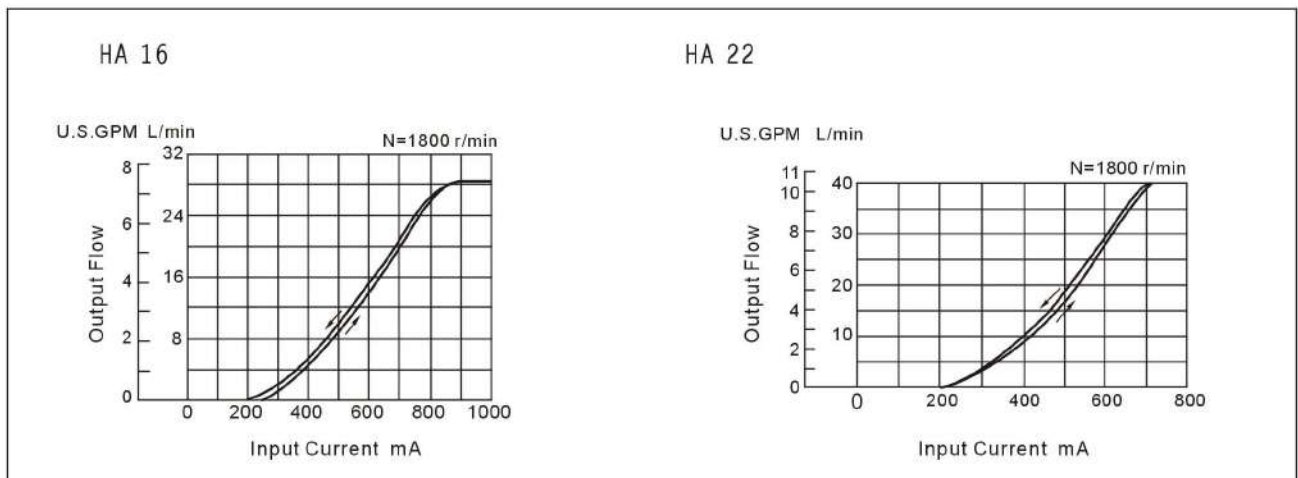 HA 16
U.S.GPM L/min
N=1800 r/min
8
6
4
2
0
32
24
16
8
Output Flow
0 200 400 600 800 1000
Input Current mA
HA 22
U.S.GPM L/min
N=1800 r/min
11
10
8
6
4
2
0
40
30
20
10
Output Flow
0 200 400 600 800
Input Current mA